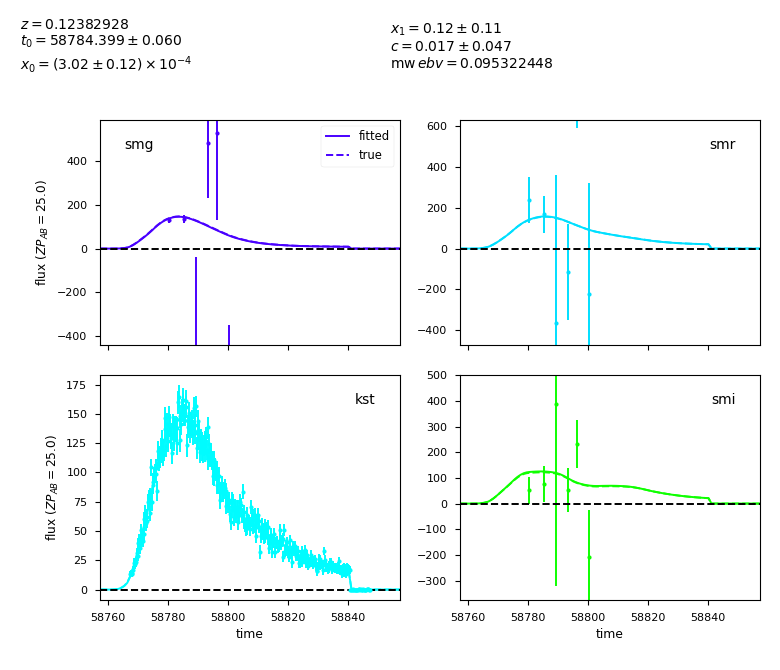 z = 0.12382928
t₀ = 58784.399 ± 0.060
x₀ = (3.02 ± 0.12) × 10⁻⁴
x₁ = 0.12 ± 0.11
c = 0.017 ± 0.047
mw ebv = 0.095322448
smg
fitted
true
400
200
0
−200
−400
flux (ZP_AB = 25.0)
smr
600
400
200
0
−200
−400
kst
175
150
125
100
75
50
25
0
flux (ZP_AB = 25.0)
58760 58780 58800 58820 58840
time
smi
500
400
300
200
100
0
−100
−200
−300
58760 58780 58800 58820 58840
time